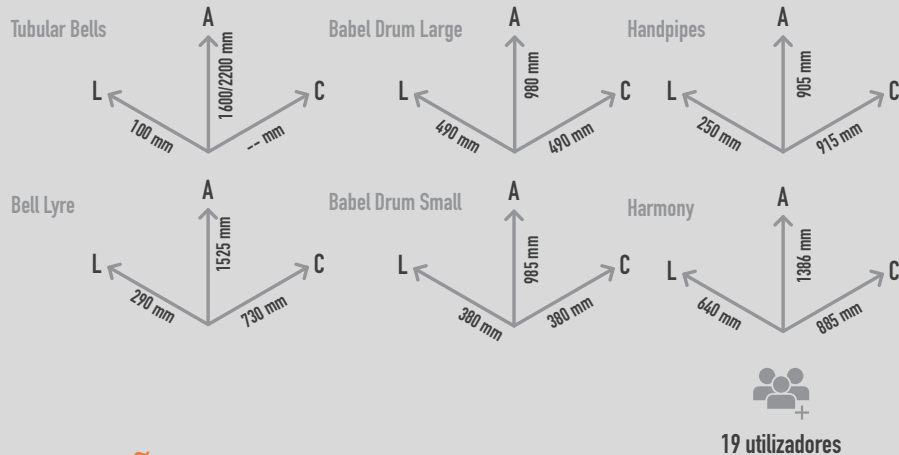 Tubular Bells
A
L
C
1600/2200 mm
100 mm
-- mm
Babel Drum Large
A
L
C
980 mm
490 mm
490 mm
Handpipes
A
L
C
905 mm
250 mm
915 mm
Bell Lyre
A
L
C
1525 mm
290 mm
730 mm
Babel Drum Small
A
L
C
985 mm
380 mm
380 mm
Harmony
A
L
C
1386 mm
640 mm
885 mm
19 utilizadores